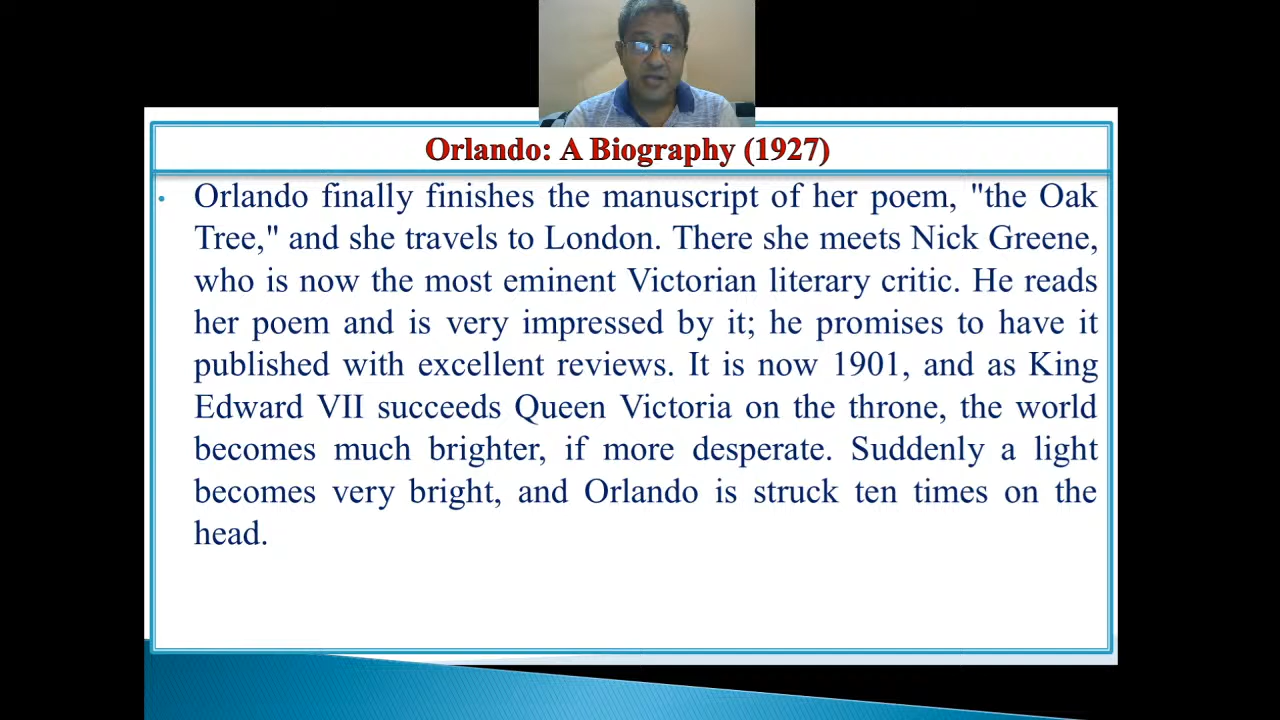 Orlando: A Biography (1927)
• Orlando finally finishes the manuscript of her poem, "the Oak
Tree," and she travels to London. There she meets Nick Greene,
who is now the most eminent Victorian literary critic. He reads
her poem and is very impressed by it; he promises to have it
published with excellent reviews. It is now 1901, and as King
Edward VII succeeds Queen Victoria on the throne, the world
becomes much brighter, if more desperate. Suddenly a light
becomes very bright, and Orlando is struck ten times on the
head.